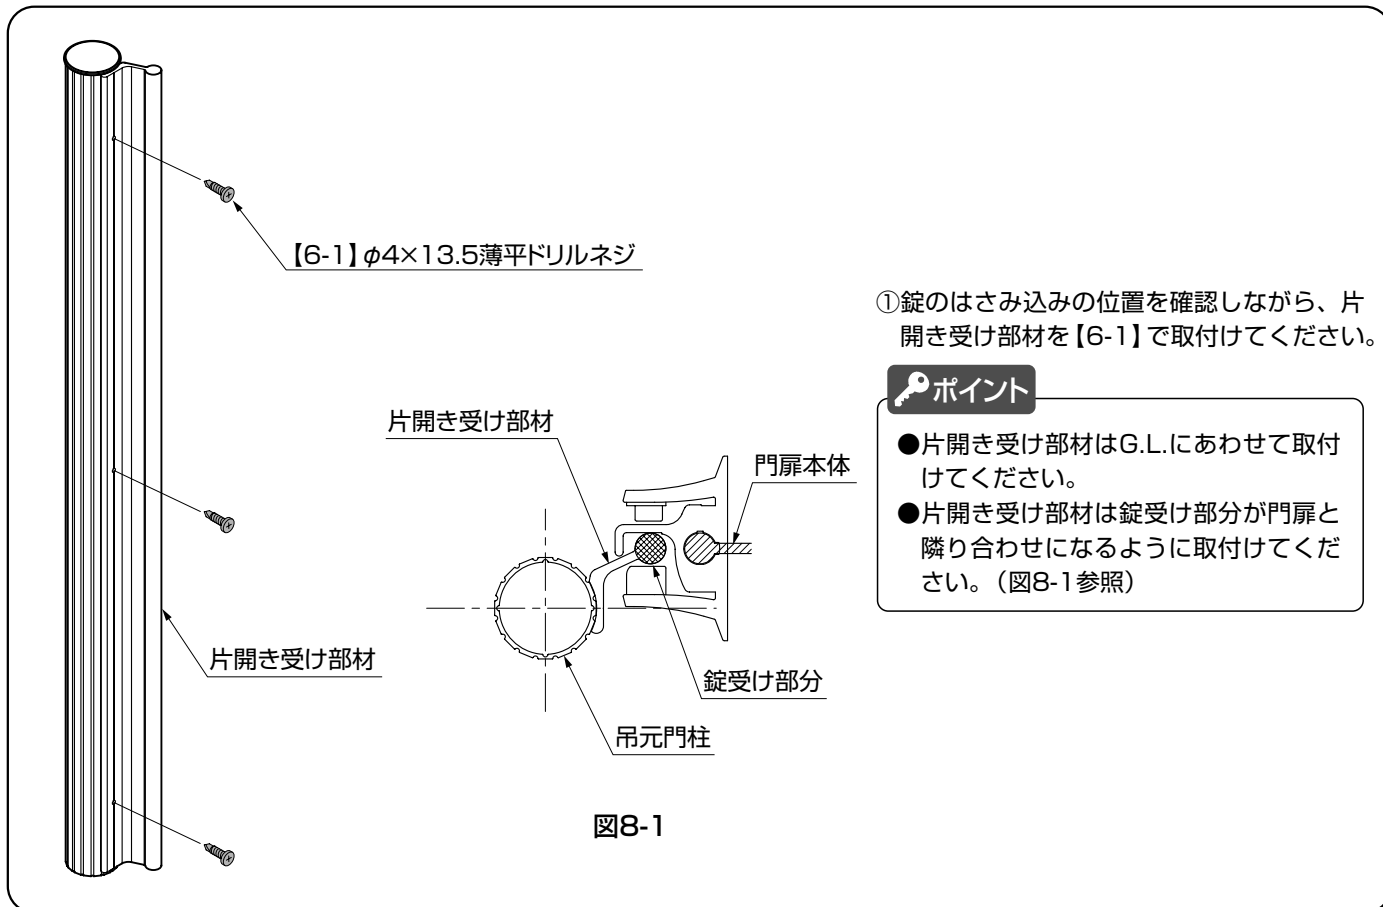 【6-1】φ4×13.5薄平ドリルネジ
片開き受け部材
片開き受け部材
門扉本体
錠受け部分
吊元門柱
図8-1
①錠のはさみ込みの位置を確認しながら、片
開き受け部材を【6-1】で取付けてください。
ポイント
●片開き受け部材はG.L.にあわせて取付
けてください。
●片開き受け部材は錠受け部分が門扉と
隣り合わせになるように取付けてくだ
さい。（図8-1参照）